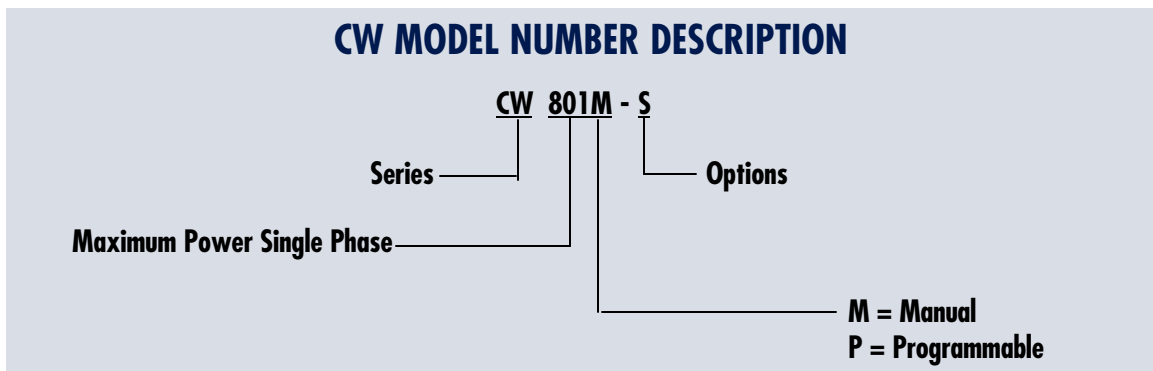 CW MODEL NUMBER DESCRIPTION
CW 801M - S
Series
Options
Maximum Power Single Phase
M = Manual
P = Programmable